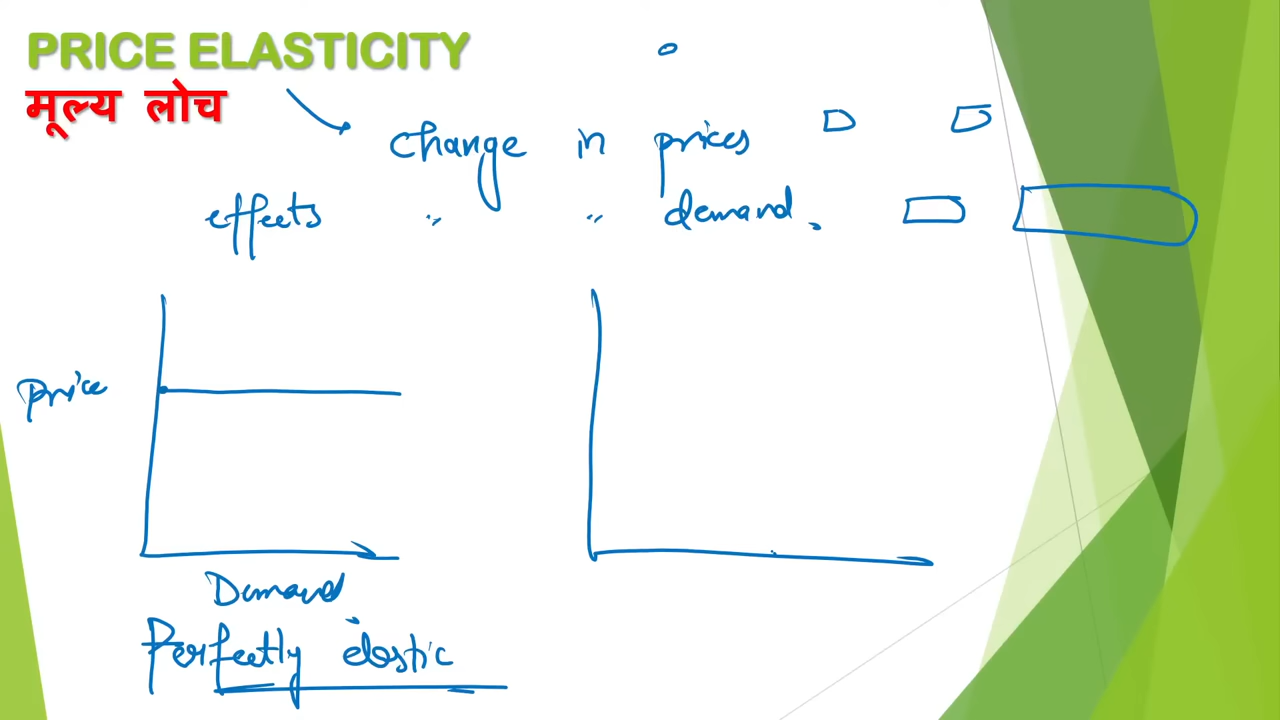 PRICE ELASTICITY
मूल्य लोच
change in prices
effects " " demand.
price
Demand
Perfectly elastic